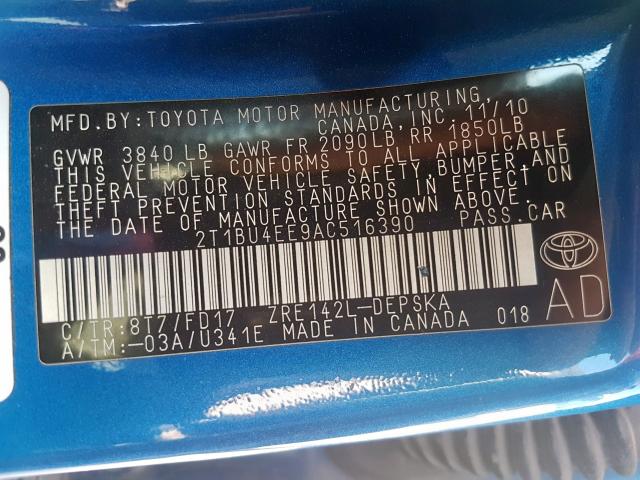 MFD.BY:TOYOTA MOTOR MANUFACTURING,
CANADA,INC. 11/10
GVWR 3840 LB GAWR FR 2090LB RR 1850LB
THIS VEHICLE CONFORMS TO ALL APPLICABLE
FEDERAL MOTOR VEHICLE SAFETY,BUMPER,AND
THEFT PREVENTION STANDARDS IN EFFECT ON
THE DATE OF MANUFACTURE SHOWN ABOVE.
2T1BU4EE9AC516390 PASS.CAR
C/TR:8T7/FD17 ZRE142L-DEPSKA
A/TM:-03A/U341E MADE IN CANADA 018
AD